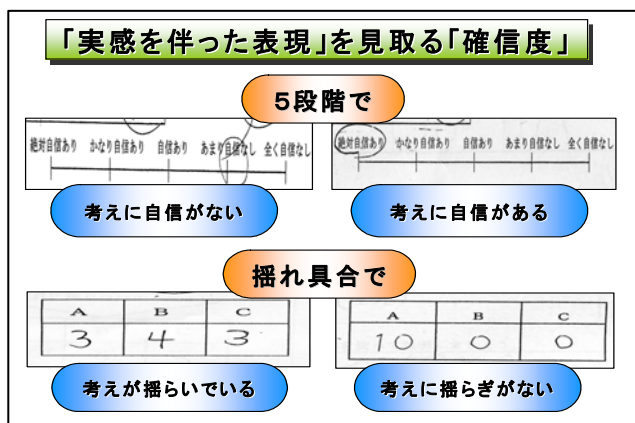 「実感を伴った表現」を見取る「確信度」
5段階で
絶対自信あり かなり自信あり 自信あり あまり自信なし 全く自信なし
絶対自信あり かなり自信あり 自信あり あまり自信なし 全く自信なし
考えに自信がない
考えに自信がある
揺れ具合で
A B C
3 4 3
A B C
10 0 0
考えが揺らいでいる
考えに揺らぎがない